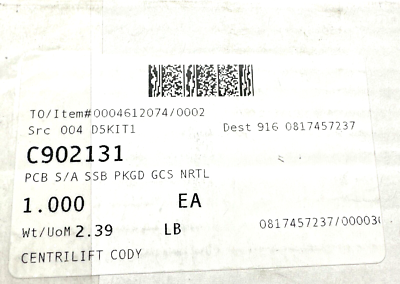 TO/Item#0004612074/0002
Src 004 D5KIT1 Dest 916 0817457237
C902131
PCB S/A SSB PKGD GCS NRTL
1.000 EA
Wt/UoM 2.39 LB 0817457237/00003
CENTRILIFT CODY